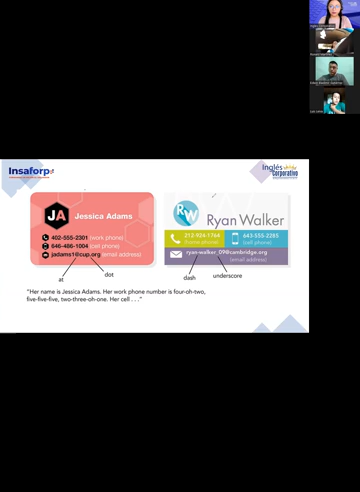 Insaforp
Inglés
Corporativo
JA
Jessica Adams
402-555-2301 (work phone)
646-486-1004 (cell phone)
jadams1@cup.org (email address)
at
dot
RW
Ryan Walker
212-924-1764
(home phone)
643-555-2285
(cell phone)
ryan-walker_09@cambridge.org
(email address)
dash
underscore
"Her name is Jessica Adams. Her work phone number is four-oh-two,
five-five-five, two-three-oh-one. Her cell . . ."